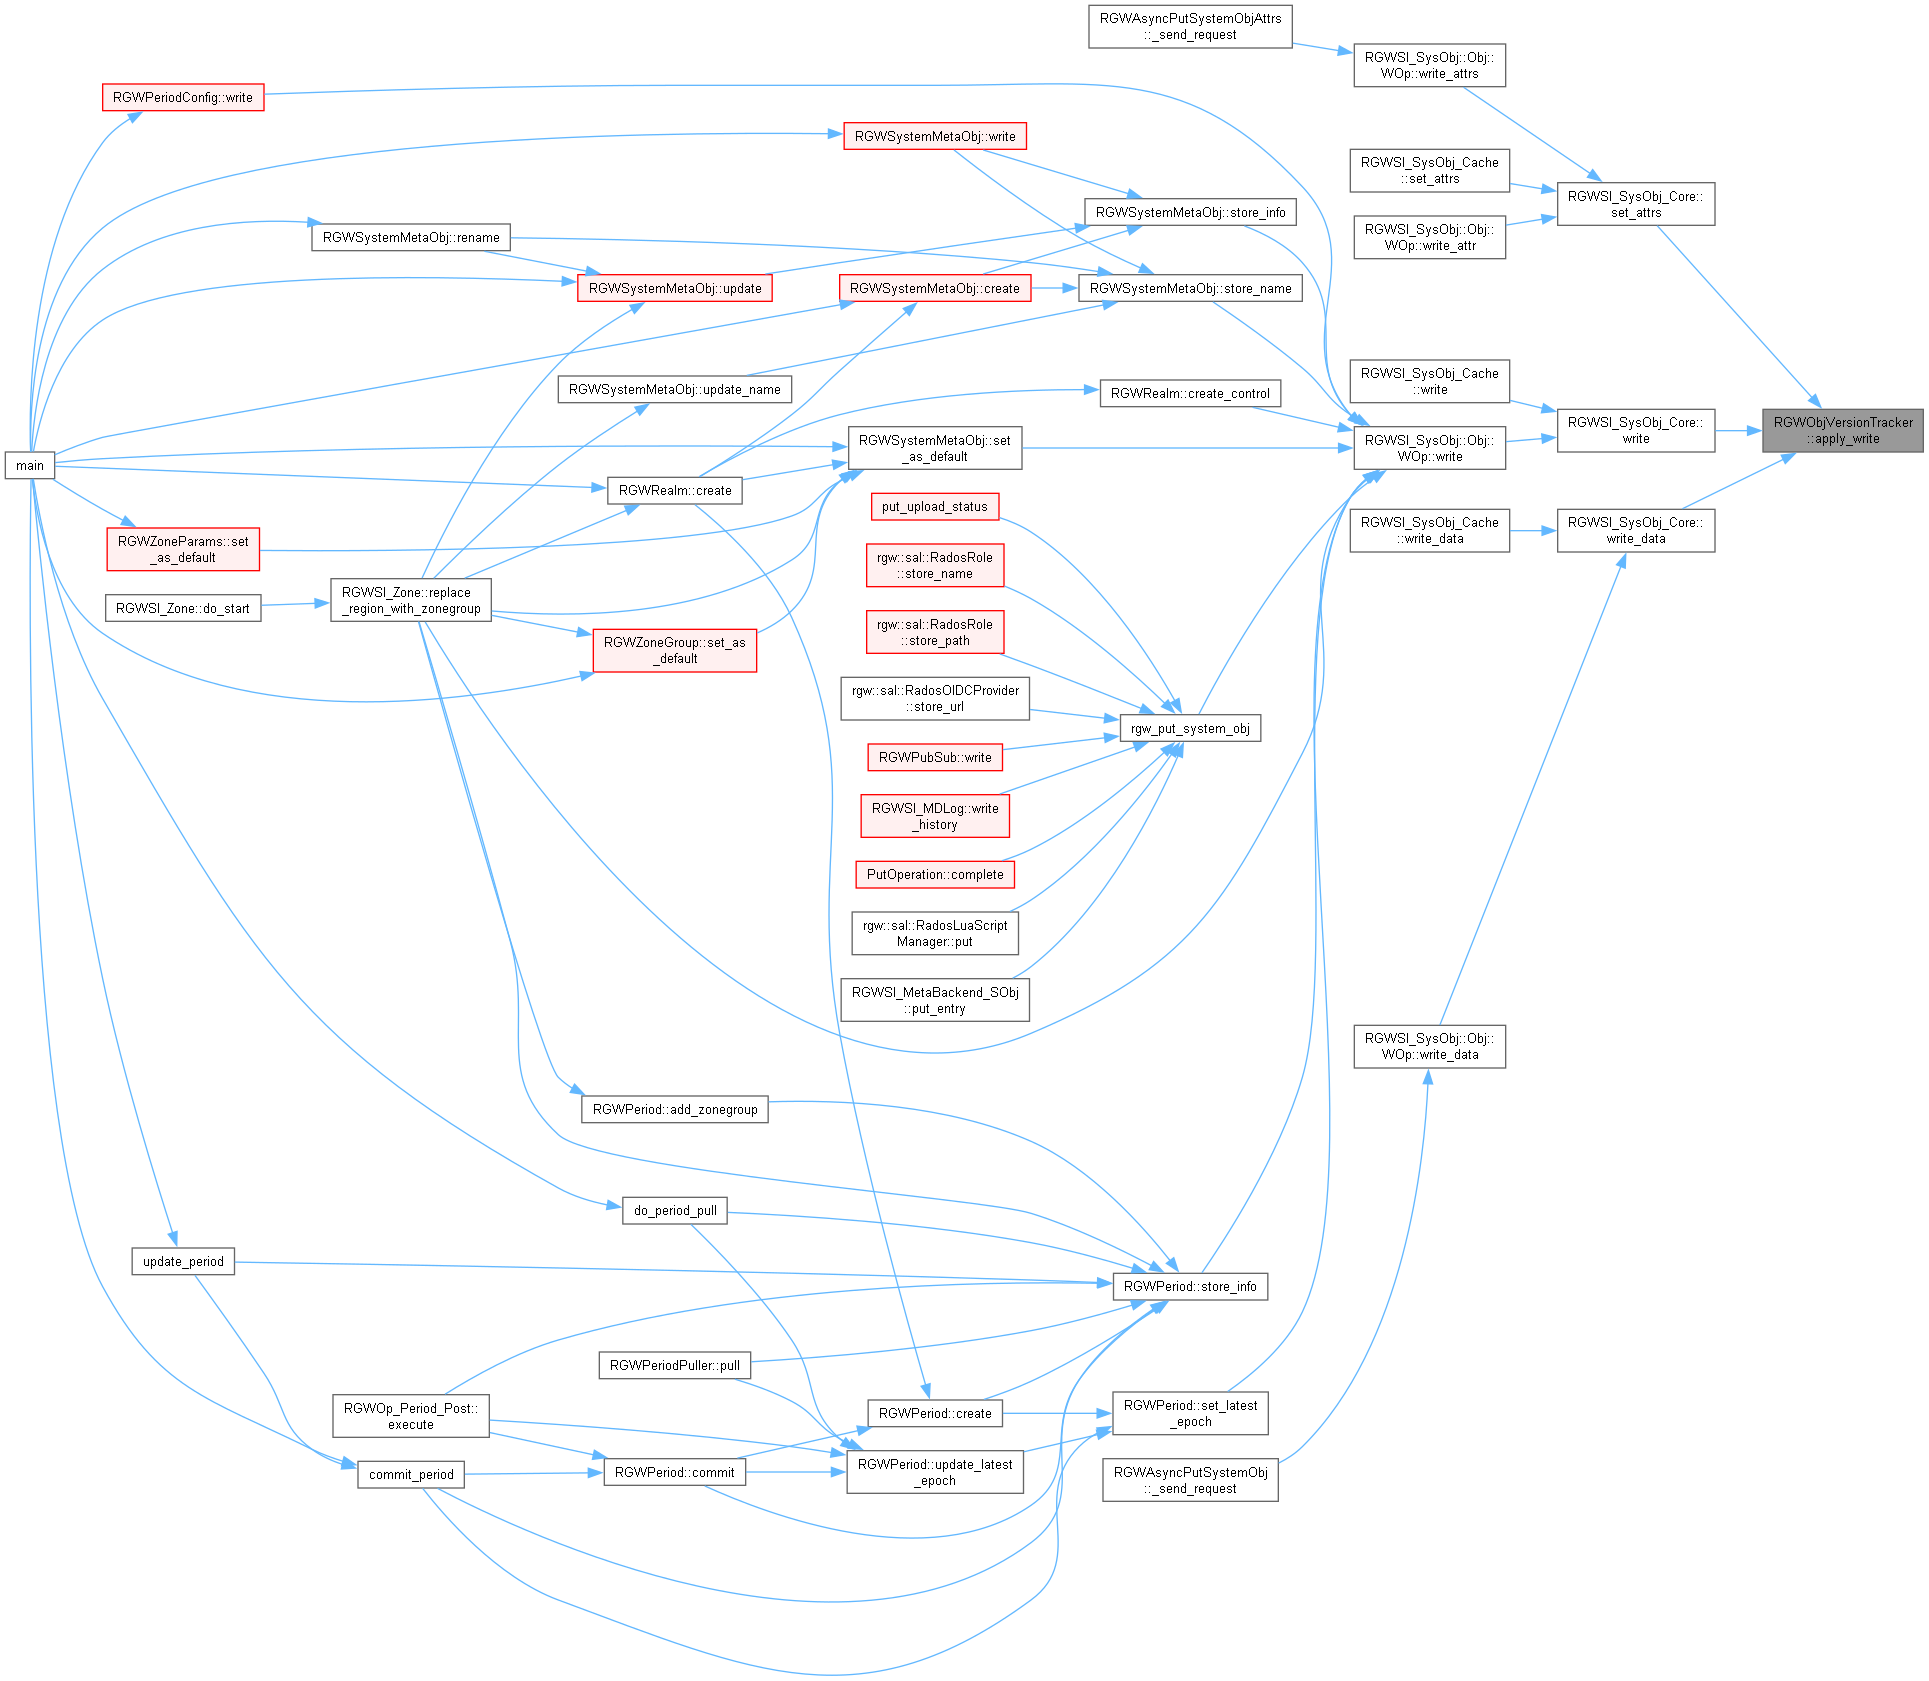 RGWAsyncPutSystemObjAttrs
::_send_request
RGWSI_SysObj::Obj::
WOp::write_attrs
RGWPeriodConfig::write
RGWSystemMetaObj::write
RGWSI_SysObj_Cache
::set_attrs
RGWSI_SysObj_Core::
set_attrs
RGWSystemMetaObj::store_info
RGWSI_SysObj::Obj::
WOp::write_attr
RGWSystemMetaObj::rename
RGWSystemMetaObj::update
RGWSystemMetaObj::create
RGWSystemMetaObj::store_name
RGWSystemMetaObj::update_name
RGWRealm::create_control
RGWSI_SysObj_Cache
::write
RGWSI_SysObj_Core::
write
RGWObjVersionTracker
::apply_write
main
RGWSystemMetaObj::set
_as_default
RGWSI_SysObj::Obj::
WOp::write
RGWRealm::create
put_upload_status
RGWZoneParams::set
_as_default
RGWSI_SysObj_Cache
::write_data
RGWSI_SysObj_Core::
write_data
rgw::sal::RadosRole
::store_name
RGWSI_Zone::do_start
RGWSI_Zone::replace
_region_with_zonegroup
RGWZoneGroup::set_as
_default
rgw::sal::RadosRole
::store_path
rgw::sal::RadosOIDCProvider
::store_url
rgw_put_system_obj
RGWPubSub::write
RGWSI_MDLog::write
_history
PutOperation::complete
rgw::sal::RadosLuaScript
Manager::put
RGWSI_MetaBackend_SObj
::put_entry
RGWSI_SysObj::Obj::
WOp::write_data
RGWPeriod::add_zonegroup
do_period_pull
update_period
RGWPeriod::store_info
RGWPeriodPuller::pull
RGWOp_Period_Post::
execute
RGWPeriod::create
RGWPeriod::set_latest
_epoch
commit_period
RGWPeriod::commit
RGWPeriod::update_latest
_epoch
RGWAsyncPutSystemObj
::_send_request